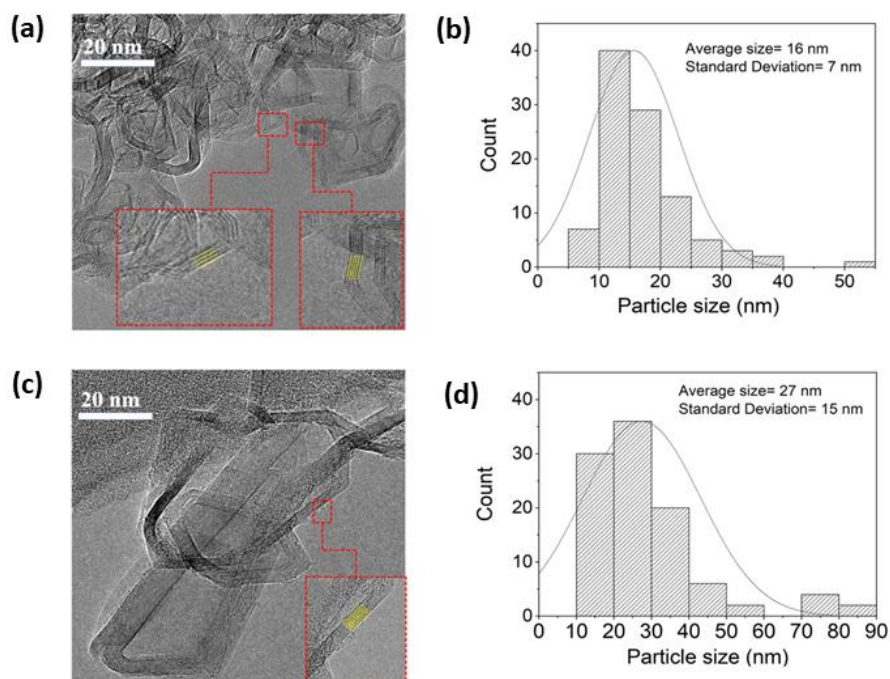 (a)
20 nm
(b)
Average size= 16 nm
Standard Deviation= 7 nm
40
30
20
10
0
Count
0 10 20 30 40 50
Particle size (nm)
(c)
20 nm
(d)
Average size= 27 nm
Standard Deviation= 15 nm
40
30
20
10
0
Count
0 10 20 30 40 50 60 70 80 90
Particle size (nm)